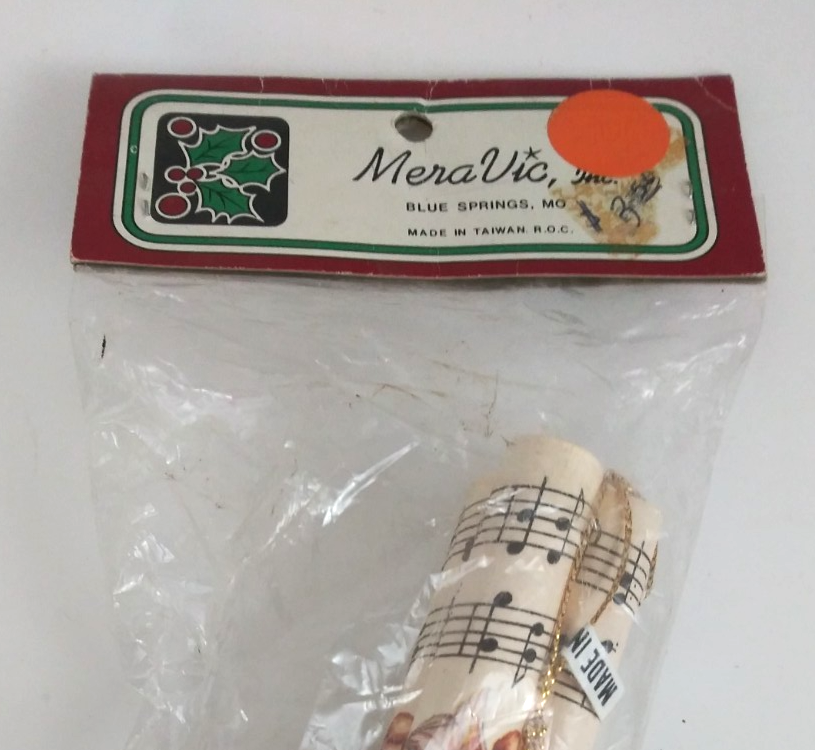 MeraVic, Inc.
BLUE SPRINGS, MO
MADE IN TAIWAN. R.O.C.
MADE IN